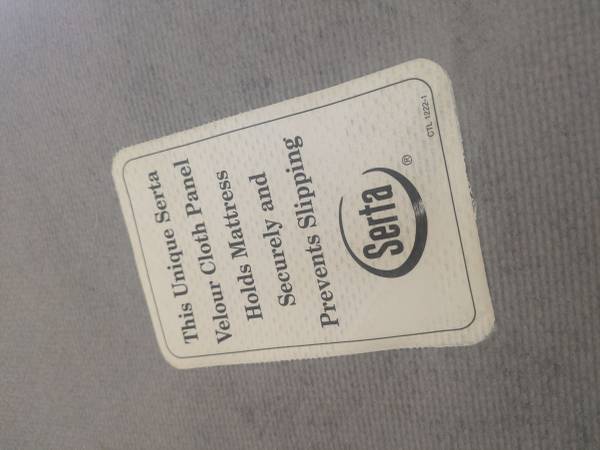 This Unique Serta
Velour Cloth Panel
Holds Mattress
Securely and
Prevents Slipping
Serta®
CTL 1222-1